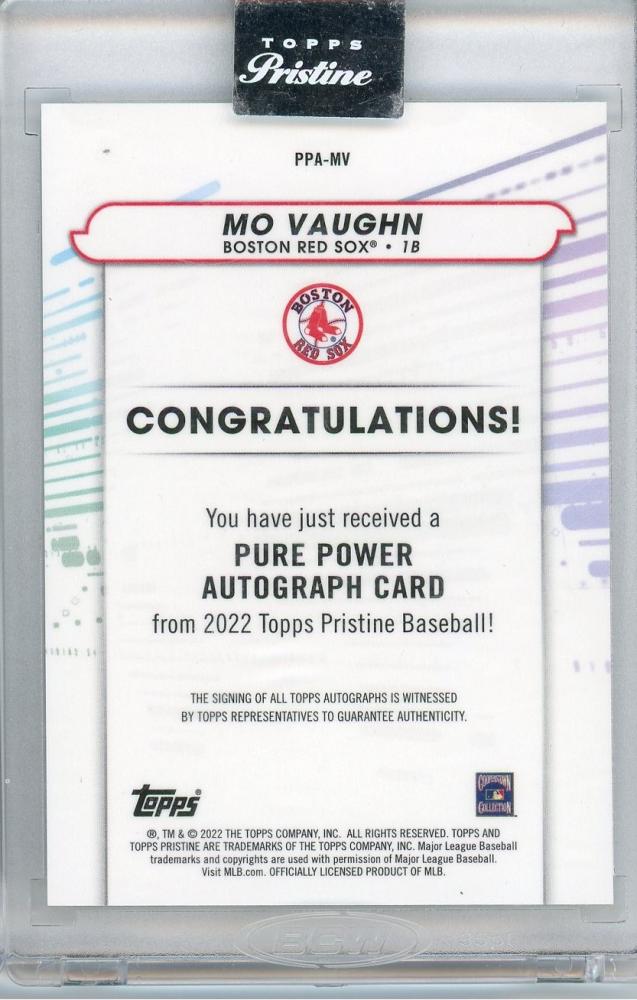 TOPPS
Pristine
PPA-MV
MO VAUGHN
BOSTON RED SOX® • 1B
BOSTON
RED SOX
CONGRATULATIONS!
You have just received a
PURE POWER
AUTOGRAPH CARD
from 2022 Topps Pristine Baseball!
THE SIGNING OF ALL TOPPS AUTOGRAPHS IS WITNESSED
BY TOPPS REPRESENTATIVES TO GUARANTEE AUTHENTICITY.
topps
COOPERSTOWN
COLLECTION
®, TM & © 2022 THE TOPPS COMPANY, INC. ALL RIGHTS RESERVED. TOPPS AND
TOPPS PRISTINE ARE TRADEMARKS OF THE TOPPS COMPANY, INC. Major League Baseball
trademarks and copyrights are used with permission of Major League Baseball.
Visit MLB.com. OFFICIALLY LICENSED PRODUCT OF MLB.